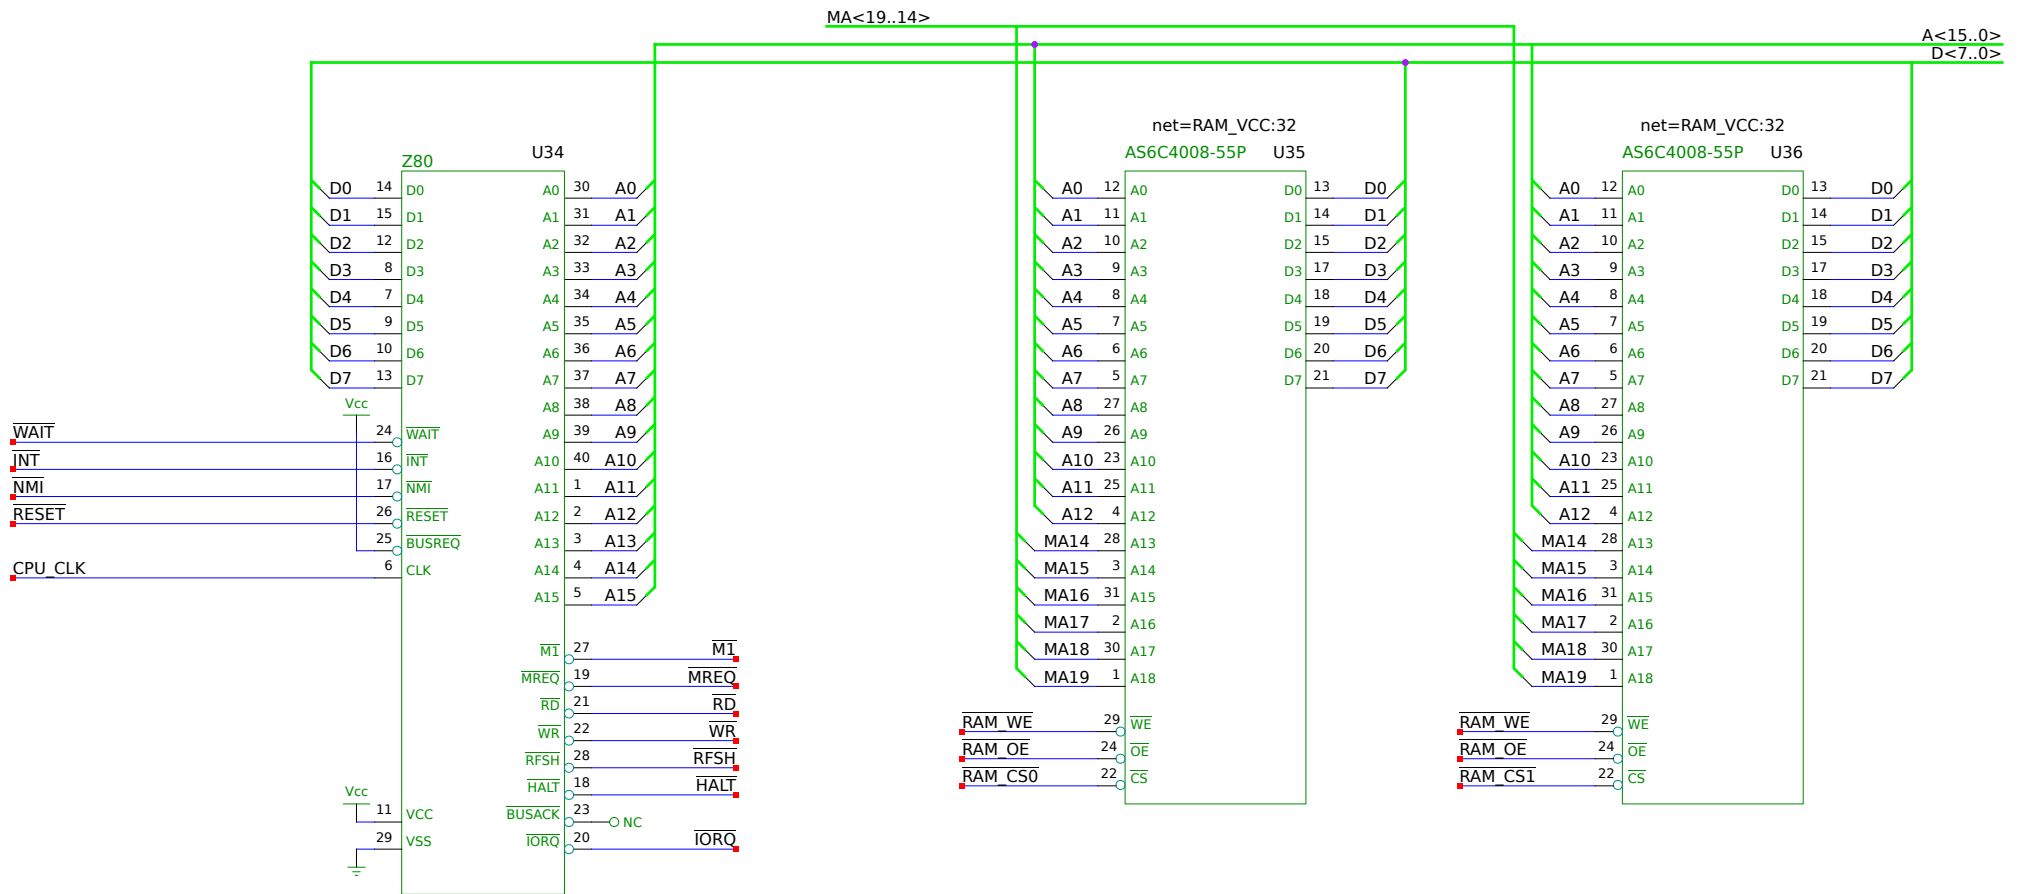 MA<19..14>
A<15..0>
D<7..0>
Z80 U34
D0 14 D0 A0 30 A0
D1 15 D1 A1 31 A1
D2 12 D2 A2 32 A2
D3 8 D3 A3 33 A3
D4 7 D4 A4 34 A4
D5 9 D5 A5 35 A5
D6 10 D6 A6 36 A6
D7 13 D7 A7 37 A7
A8 38 A8
Vcc
WAIT 24 WAIT A9 39 A9
INT 16 INT A10 40 A10
NMI 17 NMI A11 1 A11
RESET 26 RESET A12 2 A12
25 BUSREQ A13 3 A13
CPU_CLK 6 CLK A14 4 A14
A15 5 A15
M1 27 M1
MREQ 19 MREQ
RD 21 RD
WR 22 WR
RFSH 28 RFSH
HALT 18 HALT
Vcc
11 VCC BUSACK 23 NC
29 VSS IORQ 20 IORQ
net=RAM_VCC:32
AS6C4008-55P U35
A0 12 A0 D0 13 D0
A1 11 A1 D1 14 D1
A2 10 A2 D2 15 D2
A3 9 A3 D3 17 D3
A4 8 A4 D4 18 D4
A5 7 A5 D5 19 D5
A6 6 A6 D6 20 D6
A7 5 A7 D7 21 D7
A8 27 A8
A9 26 A9
A10 23 A10
A11 25 A11
A12 4 A12
MA14 28 A13
MA15 3 A14
MA16 31 A15
MA17 2 A16
MA18 30 A17
MA19 1 A18
RAM_WE 29 WE
RAM_OE 24 OE
RAM_CS0 22 CS
net=RAM_VCC:32
AS6C4008-55P U36
A0 12 A0 D0 13 D0
A1 11 A1 D1 14 D1
A2 10 A2 D2 15 D2
A3 9 A3 D3 17 D3
A4 8 A4 D4 18 D4
A5 7 A5 D5 19 D5
A6 6 A6 D6 20 D6
A7 5 A7 D7 21 D7
A8 27 A8
A9 26 A9
A10 23 A10
A11 25 A11
A12 4 A12
MA14 28 A13
MA15 3 A14
MA16 31 A15
MA17 2 A16
MA18 30 A17
MA19 1 A18
RAM_WE 29 WE
RAM_OE 24 OE
RAM_CS1 22 CS